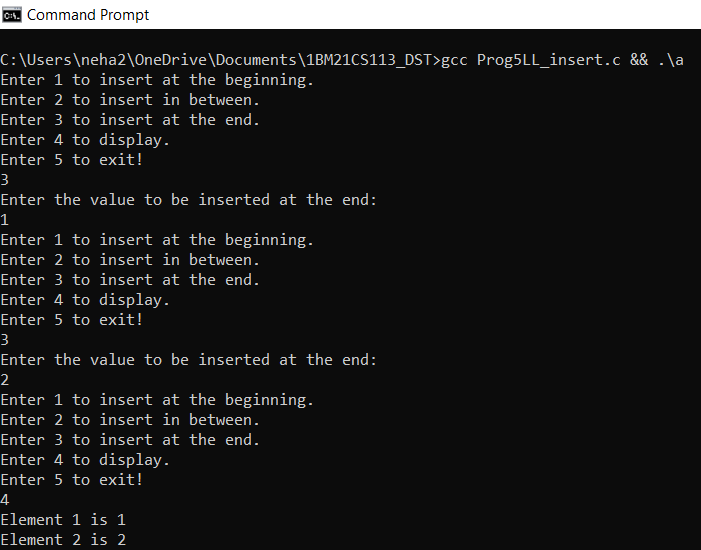 Command Prompt
C:\Users\neha2\OneDrive\Documents\1BM21CS113_DST>gcc Prog5LL_insert.c && .\a
Enter 1 to insert at the beginning.
Enter 2 to insert in between.
Enter 3 to insert at the end.
Enter 4 to display.
Enter 5 to exit!
3
Enter the value to be inserted at the end:
1
Enter 1 to insert at the beginning.
Enter 2 to insert in between.
Enter 3 to insert at the end.
Enter 4 to display.
Enter 5 to exit!
3
Enter the value to be inserted at the end:
2
Enter 1 to insert at the beginning.
Enter 2 to insert in between.
Enter 3 to insert at the end.
Enter 4 to display.
Enter 5 to exit!
4
Element 1 is 1
Element 2 is 2